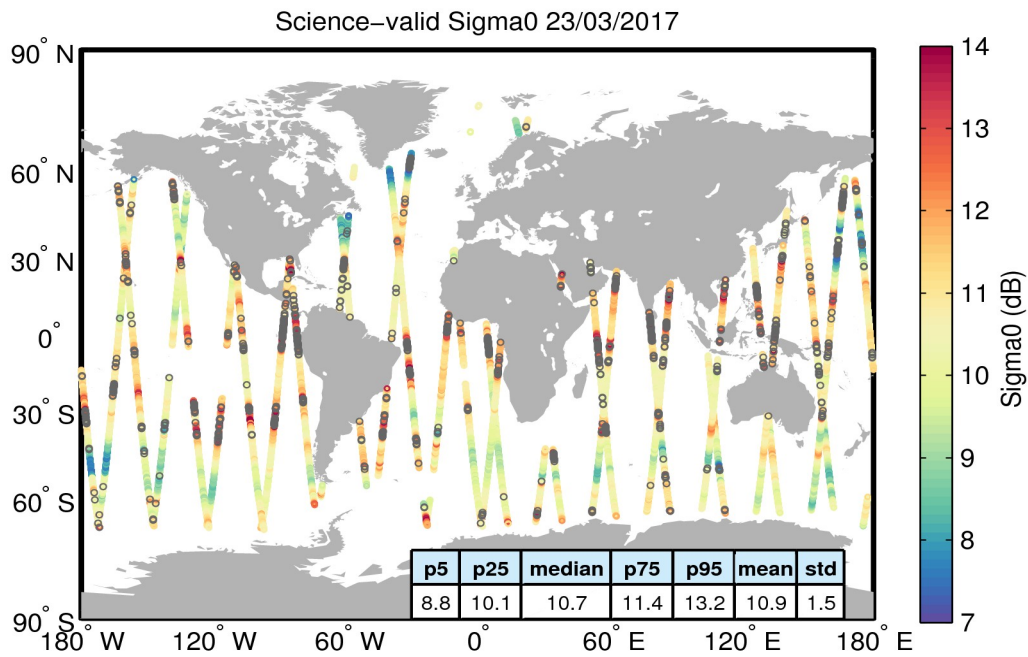 Science−valid Sigma0 23/03/2017
90° N
60° N
30° N
0°
30° S
60° S
90° S
180° W
120° W
60° W
0°
60° E
120° E
180° E
p5 p25 median p75 p95 mean std
8.8 10.1 10.7 11.4 13.2 10.9 1.5
14
13
12
11
10
9
8
7
Sigma0 (dB)